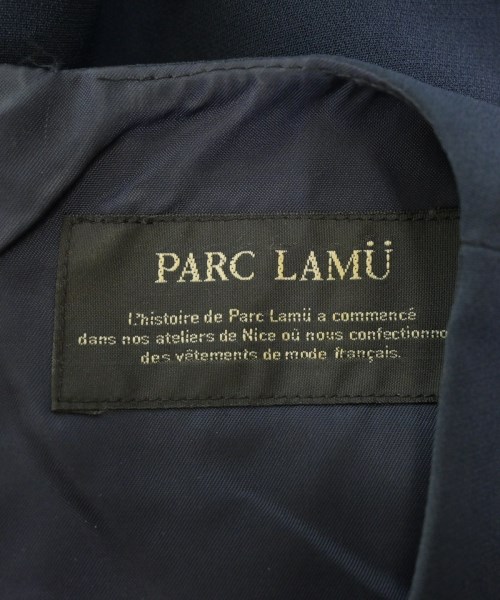 PARC LAMÜ
L'histoire de Parc Lamü a commencé
dans nos ateliers de Nice où nous confectionno
des vêtements de mode français.